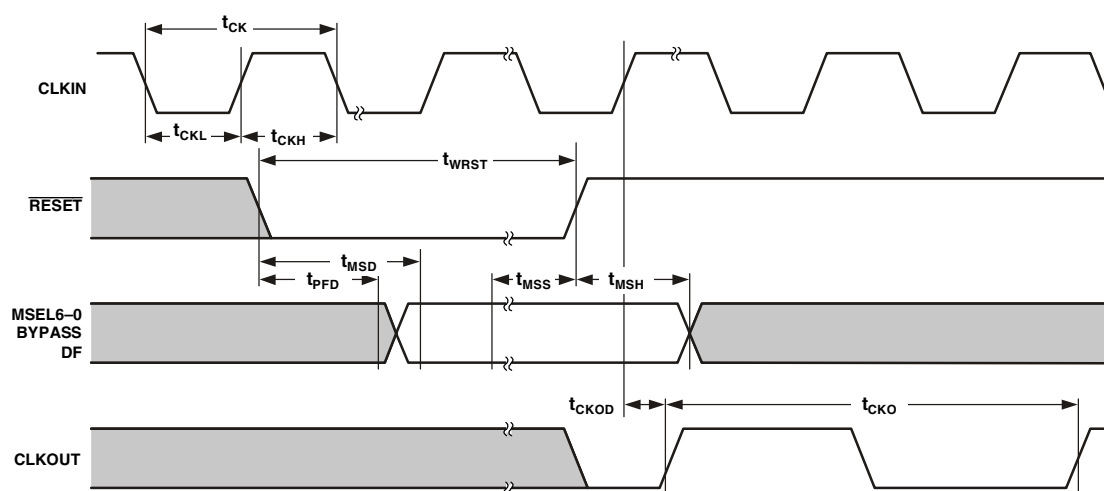 tCK
CLKIN
tCKL
tCKH
tWRST
RESET
tMSD
tPFD
tMSS
tMSH
MSEL6–0
BYPASS
DF
tCKOD
tCKO
CLKOUT